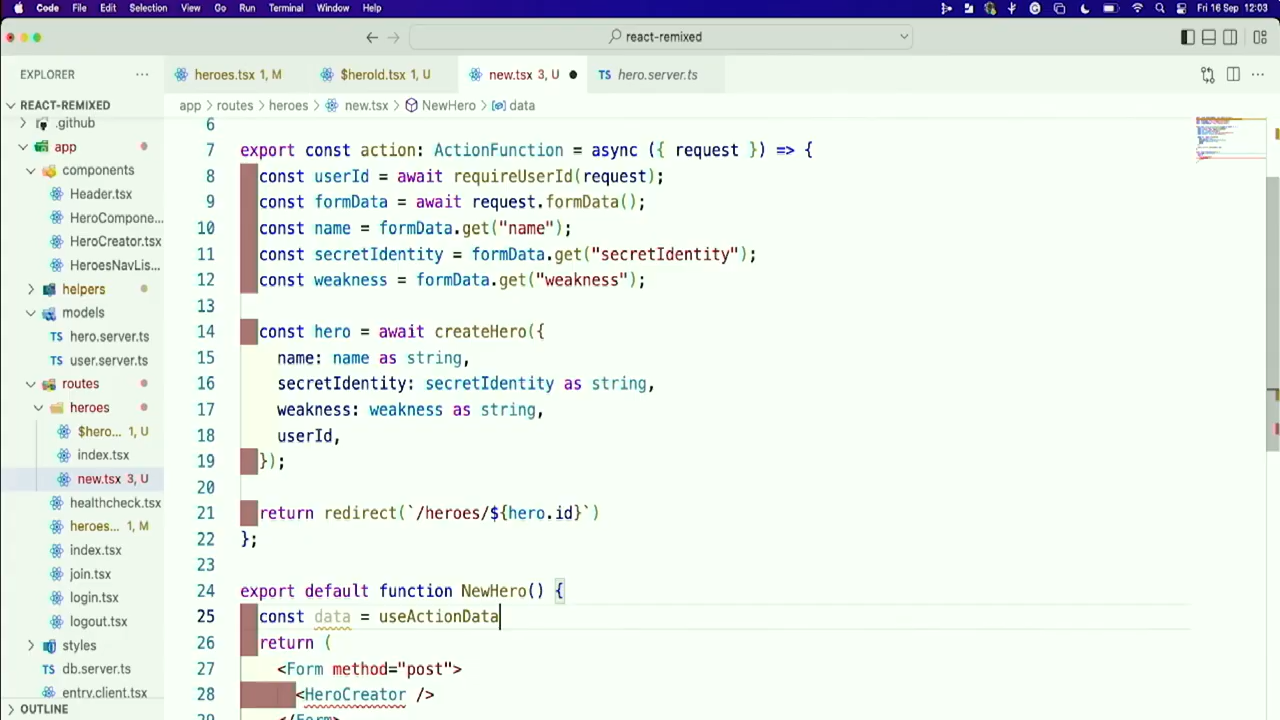 Code File Edit Selection View Go Run Terminal Window Help Fri 16 Sep 12:03
react-remixed
EXPLORER
heroes.tsx 1, M
$heroId.tsx 1, U
new.tsx 3, U
hero.server.ts
REACT-REMIXED
app > routes > heroes > new.tsx > NewHero > data
.github
app
components
Header.tsx
HeroCompone...
HeroCreator.tsx
HeroesNavLis...
helpers
models
hero.server.ts
user.server.ts
routes
heroes
$hero... 1, U
index.tsx
new.tsx 3, U
healthcheck.tsx
heroes... 1, M
index.tsx
join.tsx
login.tsx
logout.tsx
styles
db.server.ts
entry.client.tsx
OUTLINE
6
7 export const action: ActionFunction = async ({ request }) => {
8 const userId = await requireUserId(request);
9 const formData = await request.formData();
10 const name = formData.get("name");
11 const secretIdentity = formData.get("secretIdentity");
12 const weakness = formData.get("weakness");
13
14 const hero = await createHero({
15 name: name as string,
16 secretIdentity: secretIdentity as string,
17 weakness: weakness as string,
18 userId,
19 });
20
21 return redirect(`/heroes/${hero.id}`)
22 };
23
24 export default function NewHero() {
25 const data = useActionData
26 return (
27 <Form method="post">
28 <HeroCreator />
29 </Form>